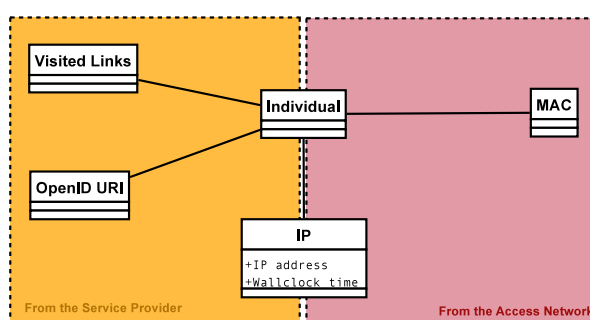 Visited Links
Individual
MAC
OpenID URI
IP
+IP address
+Wallclock time
From the Service Provider
From the Access Network